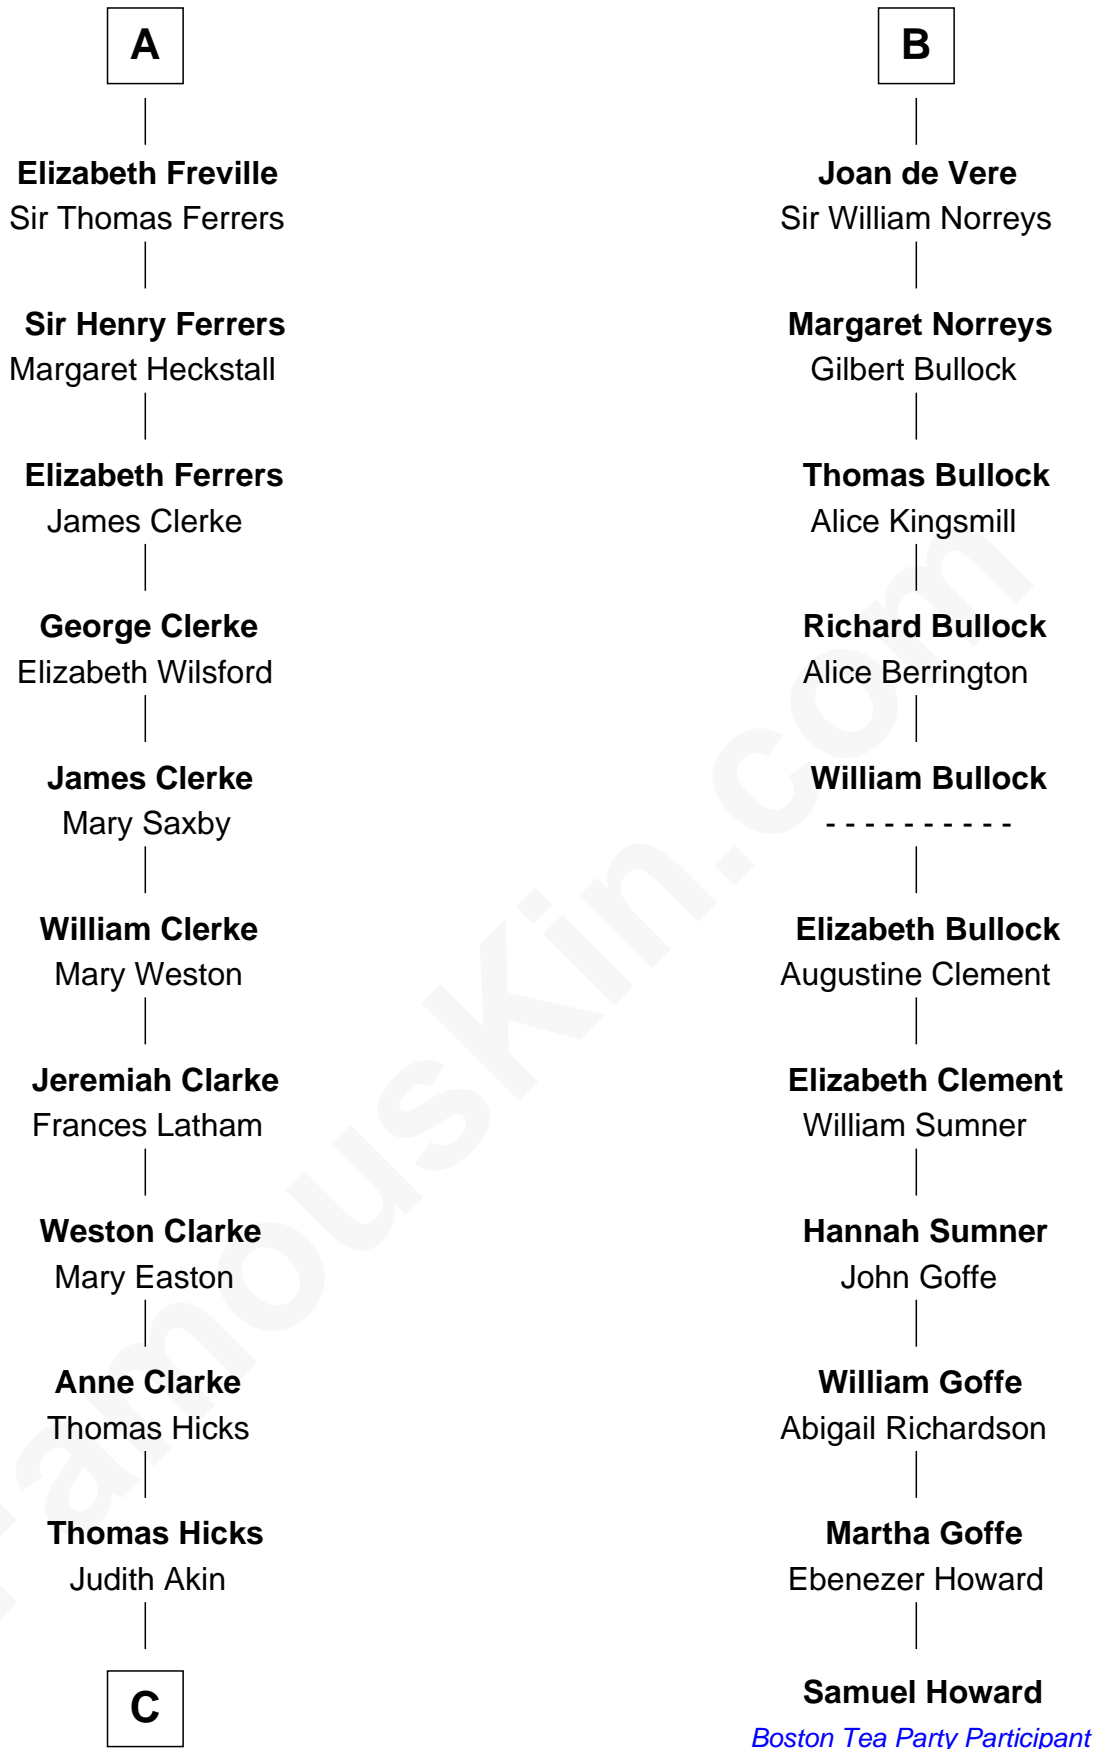 A
Elizabeth Freville
Sir Thomas Ferrers
Sir Henry Ferrers
Margaret Heckstall
Elizabeth Ferrers
James Clerke
George Clerke
Elizabeth Wilsford
James Clerke
Mary Saxby
William Clerke
Mary Weston
Jeremiah Clarke
Frances Latham
Weston Clarke
Mary Easton
Anne Clarke
Thomas Hicks
Thomas Hicks
Judith Akin
C
B
Joan de Vere
Sir William Norreys
Margaret Norreys
Gilbert Bullock
Thomas Bullock
Alice Kingsmill
Richard Bullock
Alice Berrington
William Bullock
- - - - - - - - - -
Elizabeth Bullock
Augustine Clement
Elizabeth Clement
William Sumner
Hannah Sumner
John Goffe
William Goffe
Abigail Richardson
Martha Goffe
Ebenezer Howard
Samuel Howard
Boston Tea Party Participant
FamousKin.com